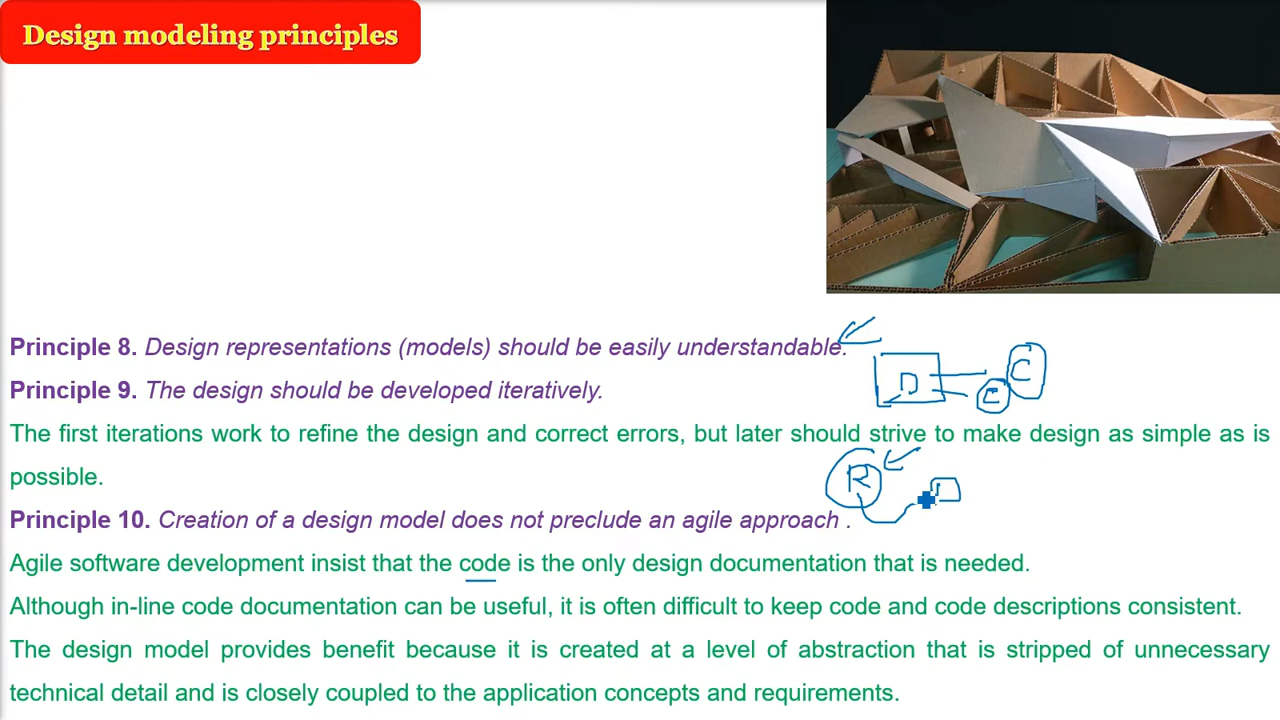 Design modeling principles
Principle 8. Design representations (models) should be easily understandable.
D C
C
Principle 9. The design should be developed iteratively.
The first iterations work to refine the design and correct errors, but later should strive to make design as simple as is
possible.
R
Principle 10. Creation of a design model does not preclude an agile approach .
Agile software development insist that the code is the only design documentation that is needed.
Although in-line code documentation can be useful, it is often difficult to keep code and code descriptions consistent.
The design model provides benefit because it is created at a level of abstraction that is stripped of unnecessary
technical detail and is closely coupled to the application concepts and requirements.